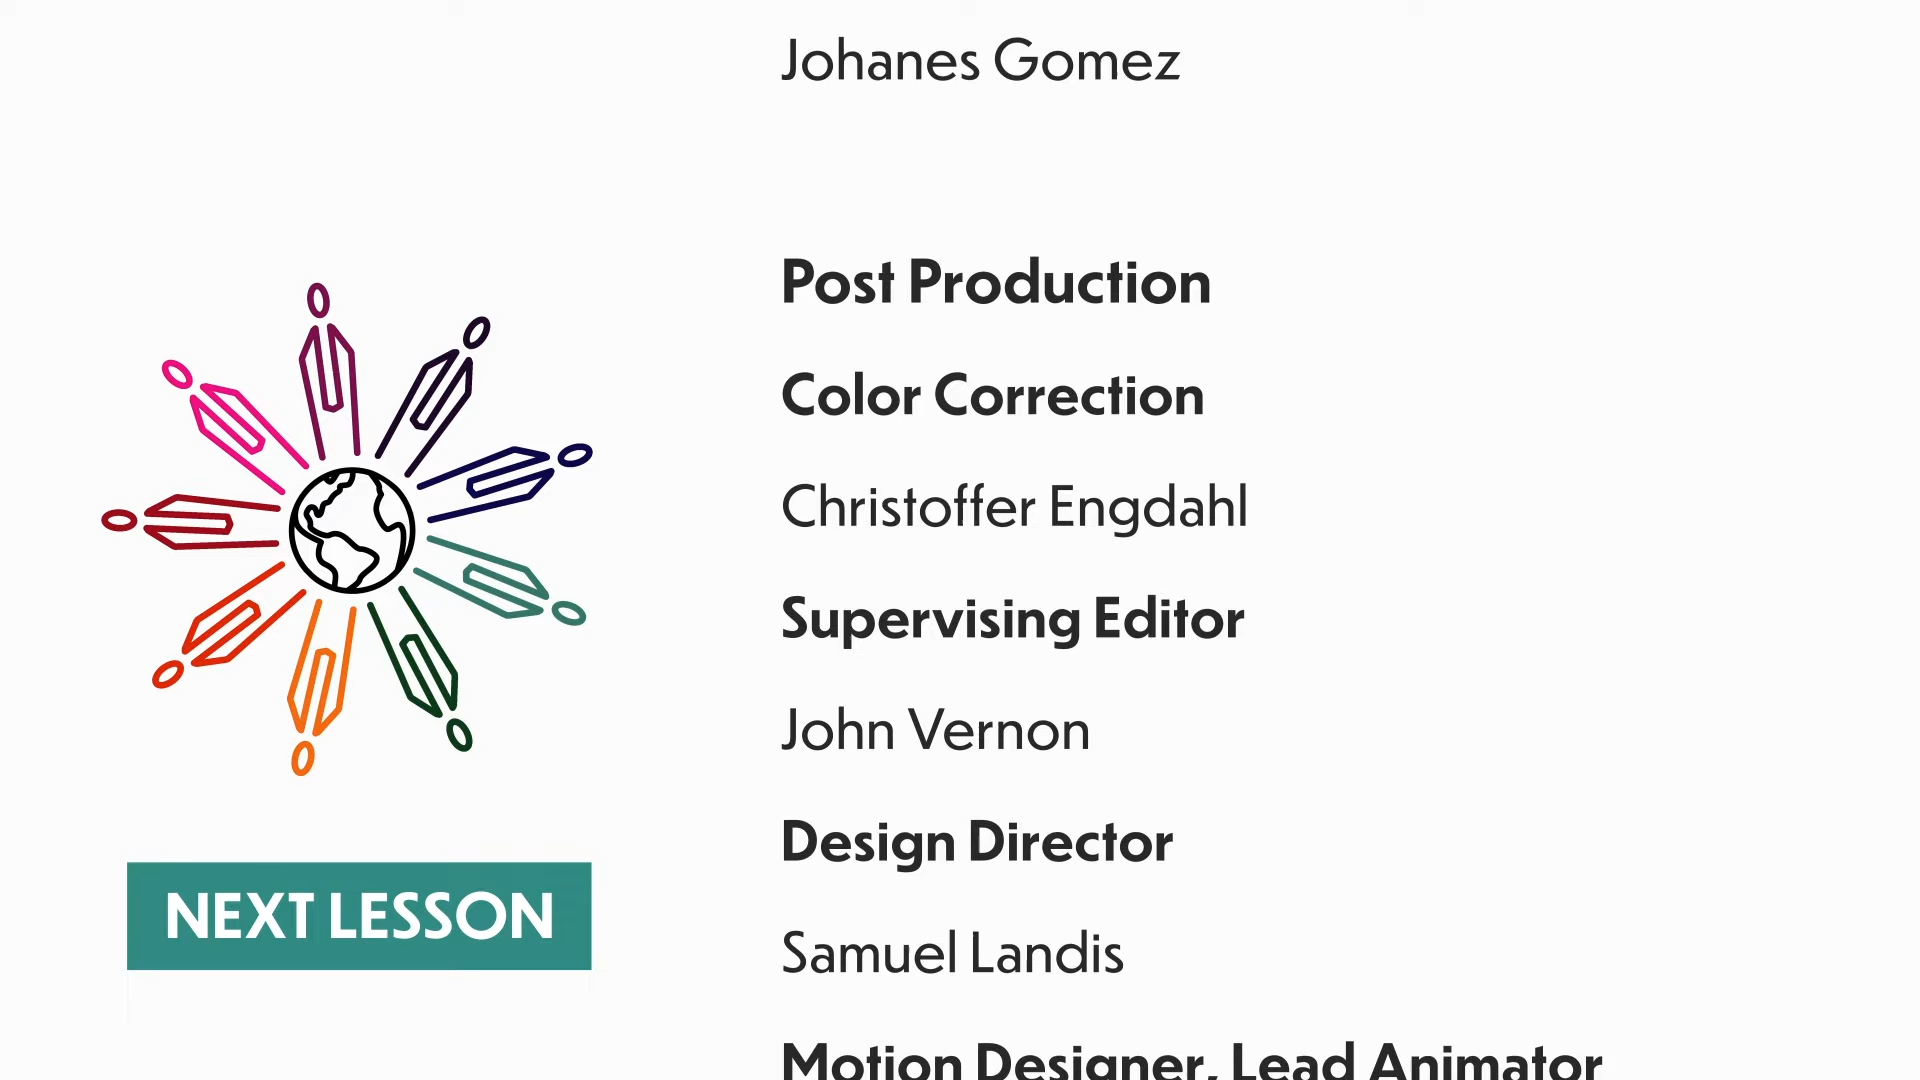 Johanes Gomez
Post Production
Color Correction
Christoffer Engdahl
Supervising Editor
John Vernon
Design Director
Samuel Landis
Motion Designer, Lead Animator
NEXT LESSON